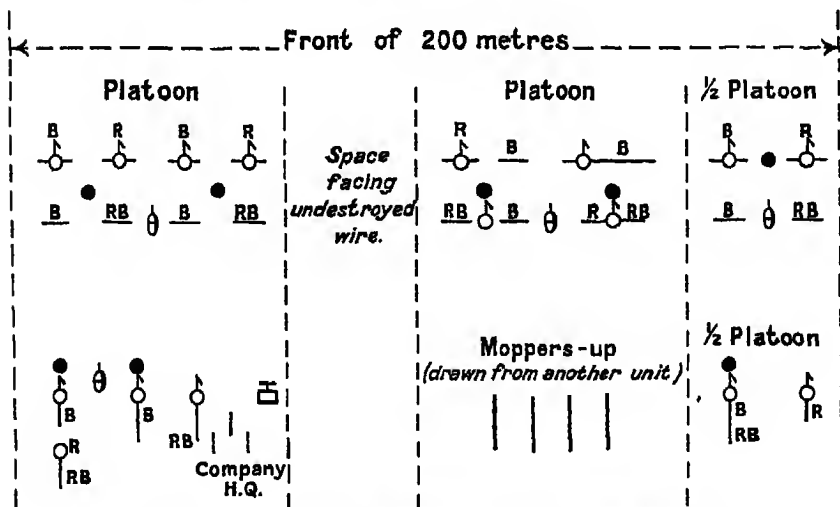 Front of 200 metres
Platoon
Platoon
½ Platoon
B R B R
R B B
B R
Space
facing
undestroyed
wire.
B RB B RB
RB B R RB
B RB
½ Platoon
Moppers-up
(drawn from another unit)
B B RB
B R
RB
R
RB
Company
H.Q.